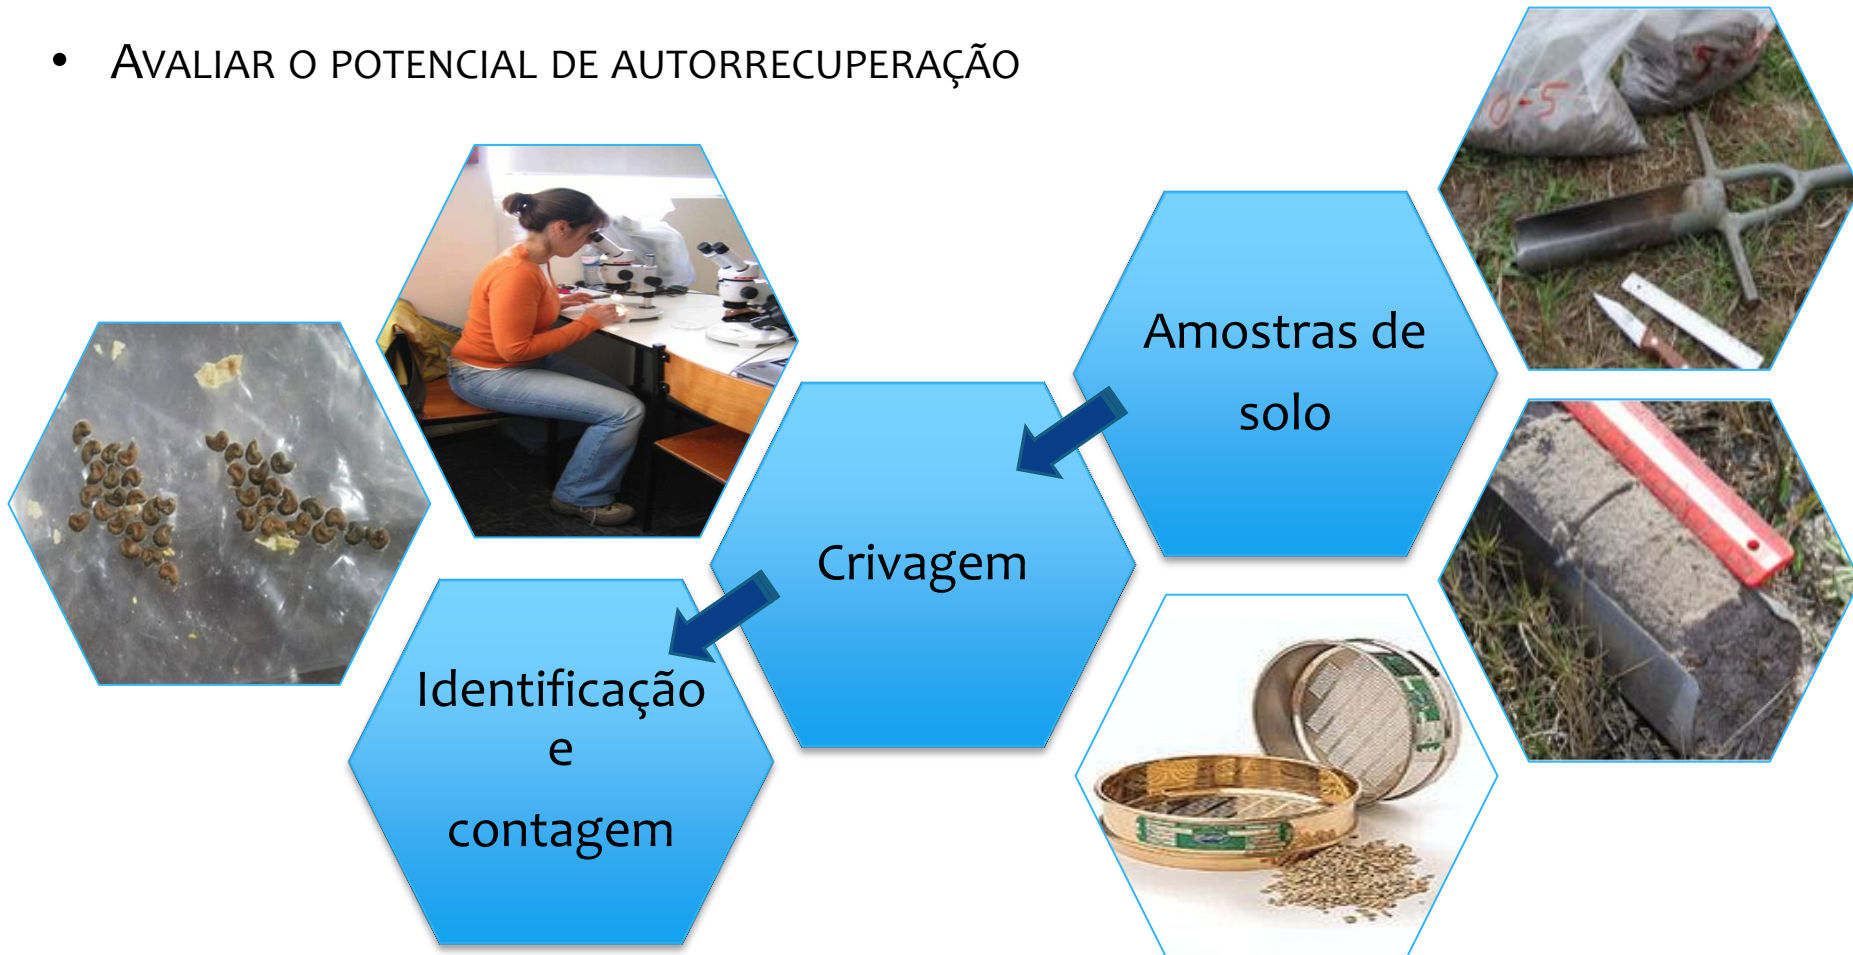 • AVALIAR O POTENCIAL DE AUTORRECUPERAÇÃO
Amostras de
solo
Crivagem
Identificação
e
contagem